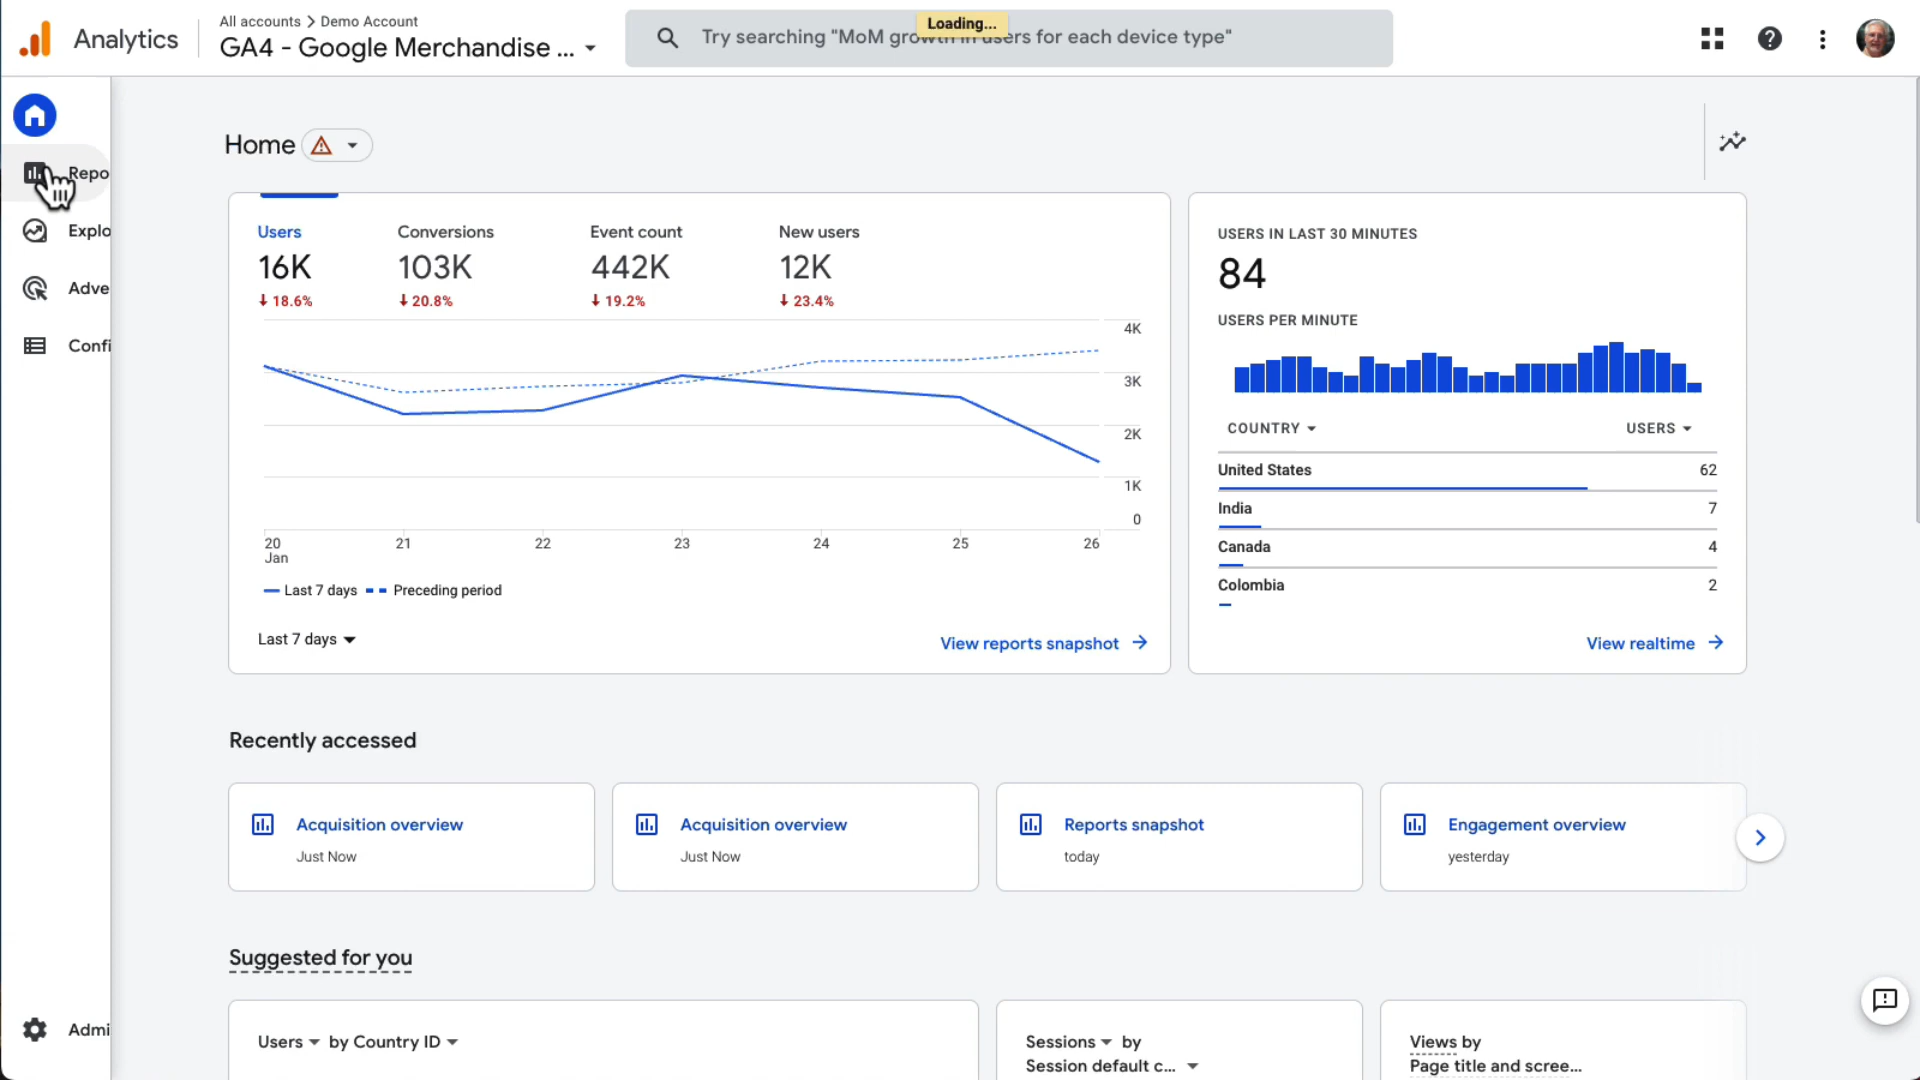 Analytics
All accounts > Demo Account
GA4 - Google Merchandise ...
Try searching "MoM growth in users for each device type"
Loading...
Home
Repo
Explo
Adve
Confi
Admi
Users
16K
18.6%
Conversions
103K
20.8%
Event count
442K
19.2%
New users
12K
23.4%
4K
3K
2K
1K
0
20
Jan
21
22
23
24
25
26
Last 7 days
Preceding period
Last 7 days
View reports snapshot
USERS IN LAST 30 MINUTES
84
USERS PER MINUTE
COUNTRY
USERS
United States
62
India
7
Canada
4
Colombia
2
View realtime
Recently accessed
Acquisition overview
Just Now
Acquisition overview
Just Now
Reports snapshot
today
Engagement overview
yesterday
Suggested for you
Users by Country ID
Sessions by
Session default c...
Views by
Page title and scree...